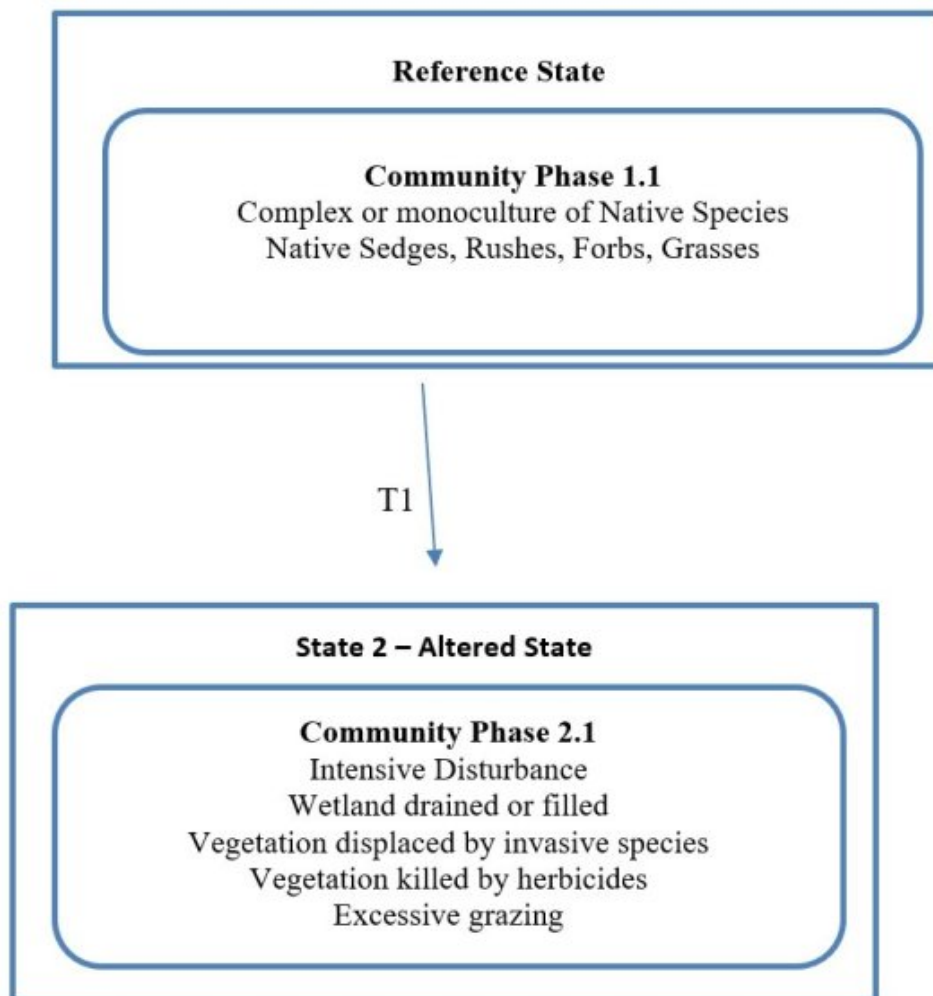 Reference State
Community Phase 1.1
Complex or monoculture of Native Species
Native Sedges, Rushes, Forbs, Grasses
T1
State 2 – Altered State
Community Phase 2.1
Intensive Disturbance
Wetland drained or filled
Vegetation displaced by invasive species
Vegetation killed by herbicides
Excessive grazing